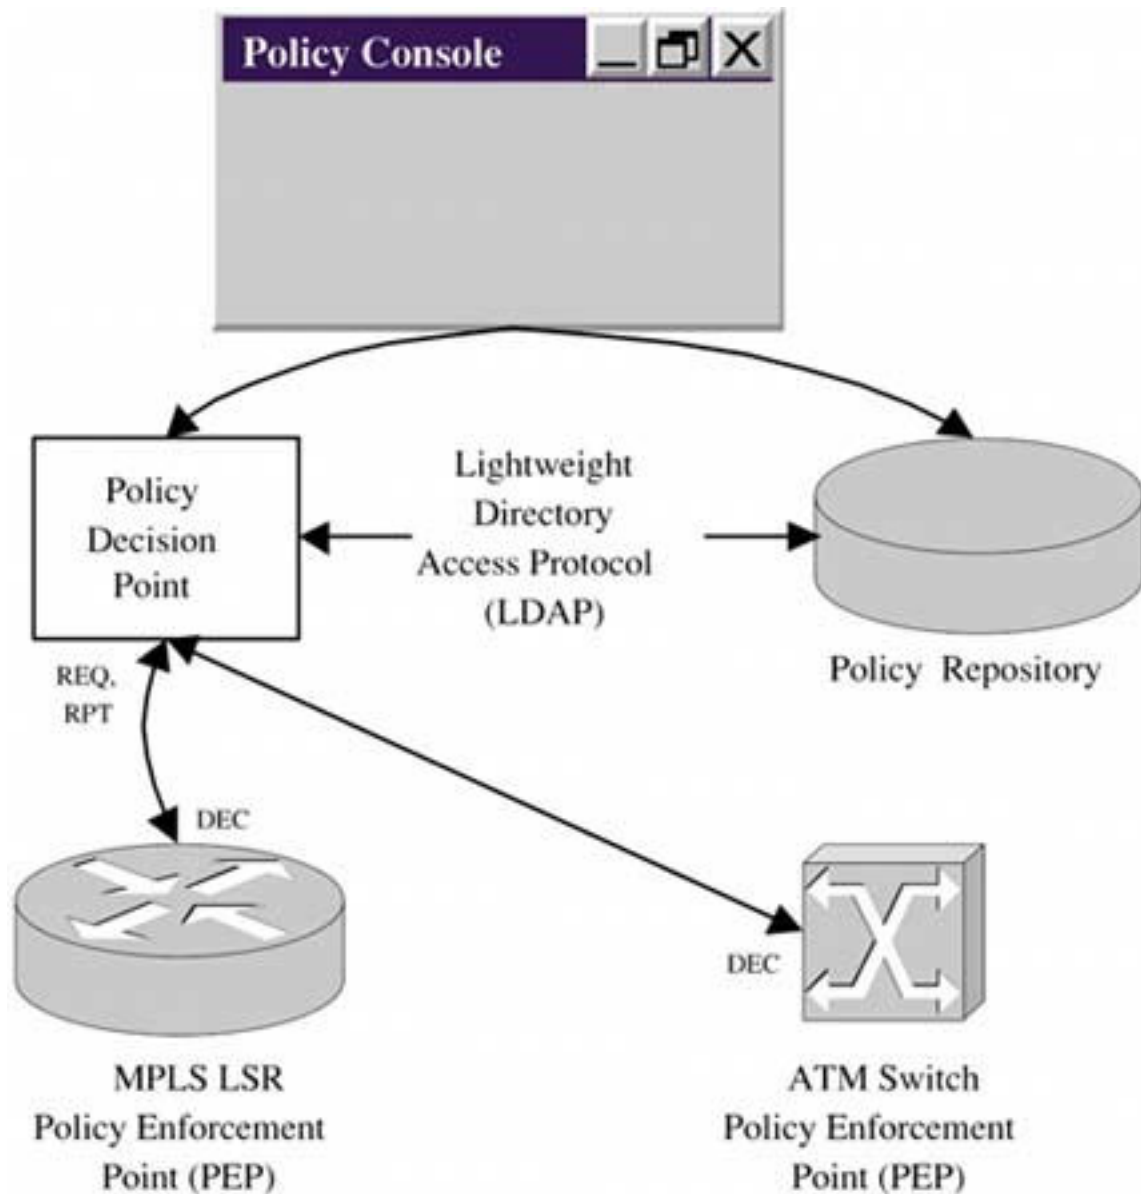 Policy Console
Policy
Decision
Point
Lightweight
Directory
Access Protocol
(LDAP)
Policy Repository
REQ,
RPT
DEC
DEC
MPLS LSR
Policy Enforcement
Point (PEP)
ATM Switch
Policy Enforcement
Point (PEP)